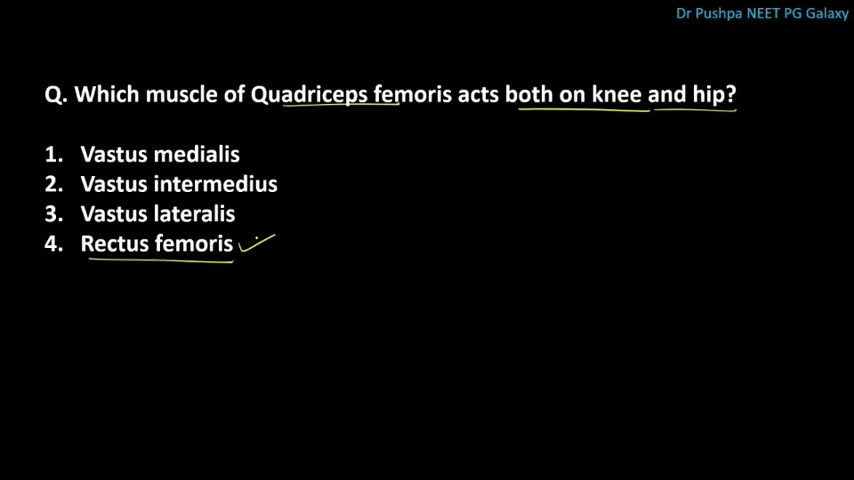 Dr Pushpa NEET PG Galaxy
Q. Which muscle of Quadriceps femoris acts both on knee and hip?
1. Vastus medialis
2. Vastus intermedius
3. Vastus lateralis
4. Rectus femoris